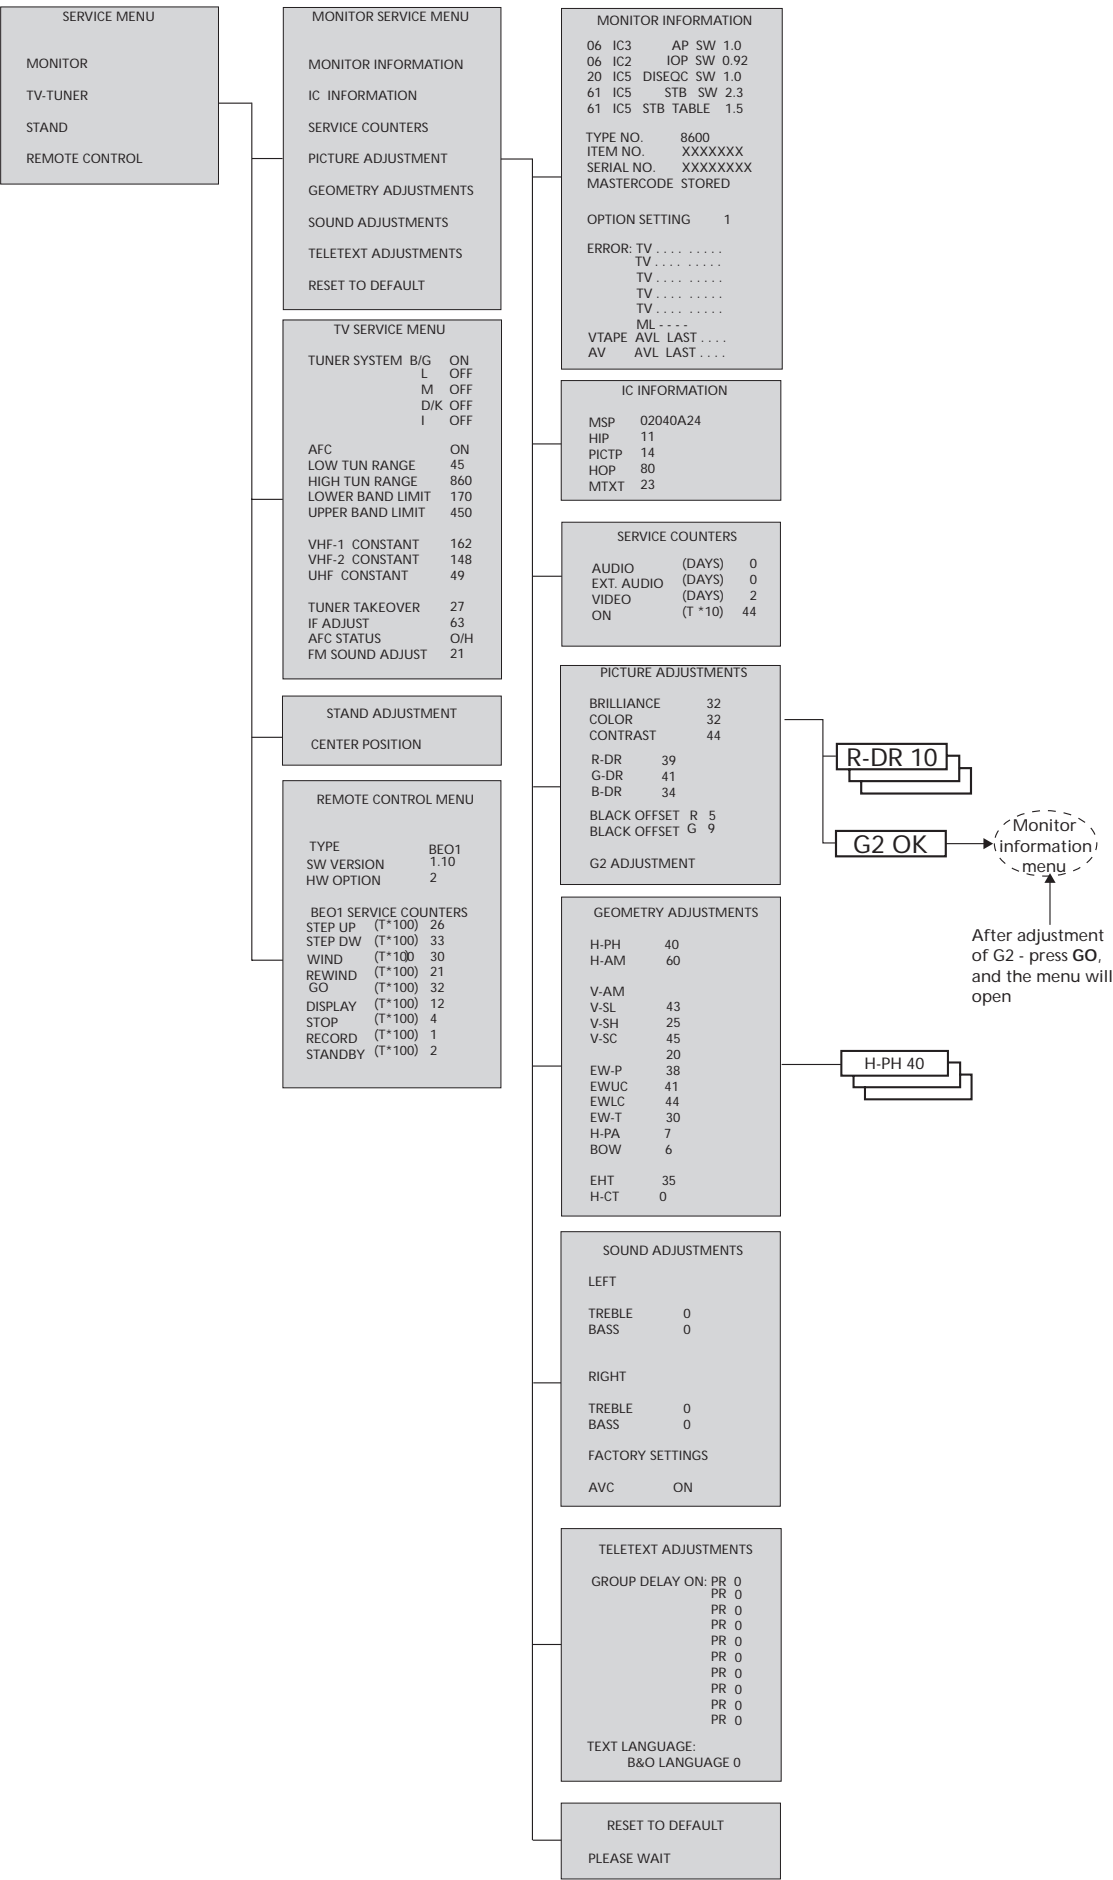 SERVICE MENU
MONITOR
TV-TUNER
STAND
REMOTE CONTROL
MONITOR SERVICE MENU
MONITOR INFORMATION
IC INFORMATION
SERVICE COUNTERS
PICTURE ADJUSTMENT
GEOMETRY ADJUSTMENTS
SOUND ADJUSTMENTS
TELETEXT ADJUSTMENTS
RESET TO DEFAULT
TV SERVICE MENU
TUNER SYSTEM B/G ON
L OFF
M OFF
D/K OFF
I OFF
AFC ON
LOW TUN RANGE 45
HIGH TUN RANGE 860
LOWER BAND LIMIT 170
UPPER BAND LIMIT 450
VHF-1 CONSTANT 162
VHF-2 CONSTANT 148
UHF CONSTANT 49
TUNER TAKEOVER 27
IF ADJUST 63
AFC STATUS O/H
FM SOUND ADJUST 21
STAND ADJUSTMENT
CENTER POSITION
REMOTE CONTROL MENU
TYPE BEO1
SW VERSION 1.10
HW OPTION 2
BEO1 SERVICE COUNTERS
STEP UP (T*100) 26
STEP DW (T*100) 33
WIND (T*100) 30
REWIND (T*100) 21
GO (T*100) 32
DISPLAY (T*100) 12
STOP (T*100) 4
RECORD (T*100) 1
STANDBY (T*100) 2
MONITOR INFORMATION
06 IC3 AP SW 1.0
06 IC2 IOP SW 0.92
20 IC5 DISEQC SW 1.0
61 IC5 STB SW 2.3
61 IC5 STB TABLE 1.5
TYPE NO. 8600
ITEM NO. XXXXXXX
SERIAL NO. XXXXXXXX
MASTERCODE STORED
OPTION SETTING 1
ERROR: TV . . . . . . . . .
TV . . . . . . . . .
TV . . . . . . . . .
TV . . . . . . . . .
TV . . . . . . . . .
ML - - - -
VTAPE AVL LAST . . . .
AV AVL LAST . . . .
IC INFORMATION
MSP 02040A24
HIP 11
PICTP 14
HOP 80
MTXT 23
SERVICE COUNTERS
AUDIO (DAYS) 0
EXT. AUDIO (DAYS) 0
VIDEO (DAYS) 2
ON (T *10) 44
PICTURE ADJUSTMENTS
BRILLIANCE 32
COLOR 32
CONTRAST 44
R-DR 39
G-DR 41
B-DR 34
BLACK OFFSET R 5
BLACK OFFSET G 9
G2 ADJUSTMENT
R-DR 10
G2 OK
Monitor
information
menu
After adjustment
of G2 - press GO,
and the menu will
open
GEOMETRY ADJUSTMENTS
H-PH 40
H-AM 60
V-AM
V-SL 43
V-SH 25
V-SC 45
20
EW-P 38
EWUC 41
EWLC 44
EW-T 30
H-PA 7
BOW 6
EHT 35
H-CT 0
H-PH 40
SOUND ADJUSTMENTS
LEFT
TREBLE 0
BASS 0
RIGHT
TREBLE 0
BASS 0
FACTORY SETTINGS
AVC ON
TELETEXT ADJUSTMENTS
GROUP DELAY ON: PR 0
PR 0
PR 0
PR 0
PR 0
PR 0
PR 0
PR 0
PR 0
PR 0
TEXT LANGUAGE:
B&O LANGUAGE 0
RESET TO DEFAULT
PLEASE WAIT